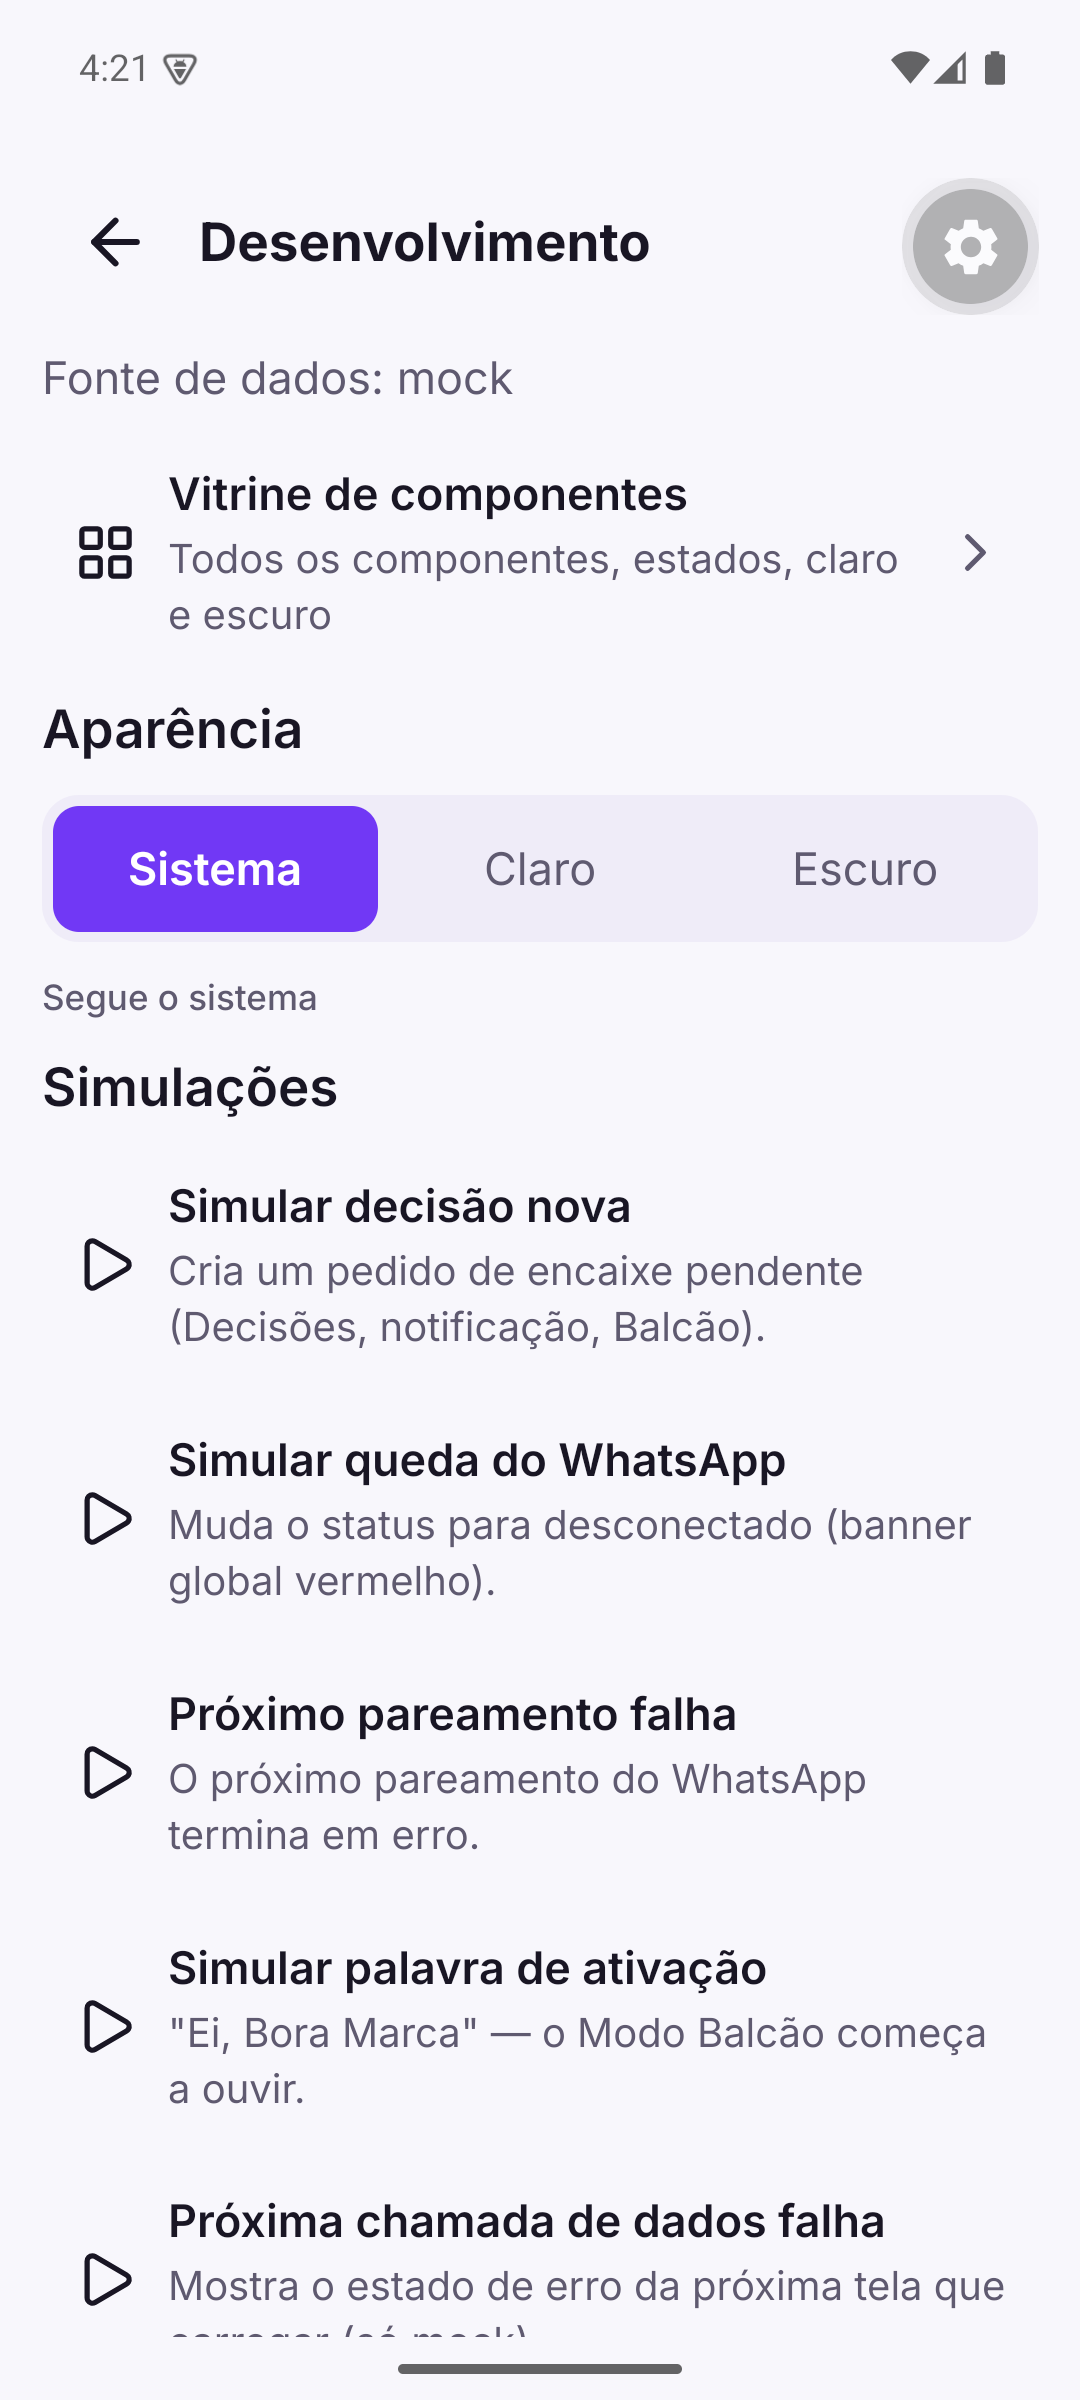 4:21
Desenvolvimento
Fonte de dados: mock
Vitrine de componentes
Todos os componentes, estados, claro
e escuro
Aparência
Sistema
Claro
Escuro
Segue o sistema
Simulações
Simular decisão nova
Cria um pedido de encaixe pendente
(Decisões, notificação, Balcão).
Simular queda do WhatsApp
Muda o status para desconectado (banner
global vermelho).
Próximo pareamento falha
O próximo pareamento do WhatsApp
termina em erro.
Simular palavra de ativação
"Ei, Bora Marca" — o Modo Balcão começa
a ouvir.
Próxima chamada de dados falha
Mostra o estado de erro da próxima tela que
carregar (só mock)